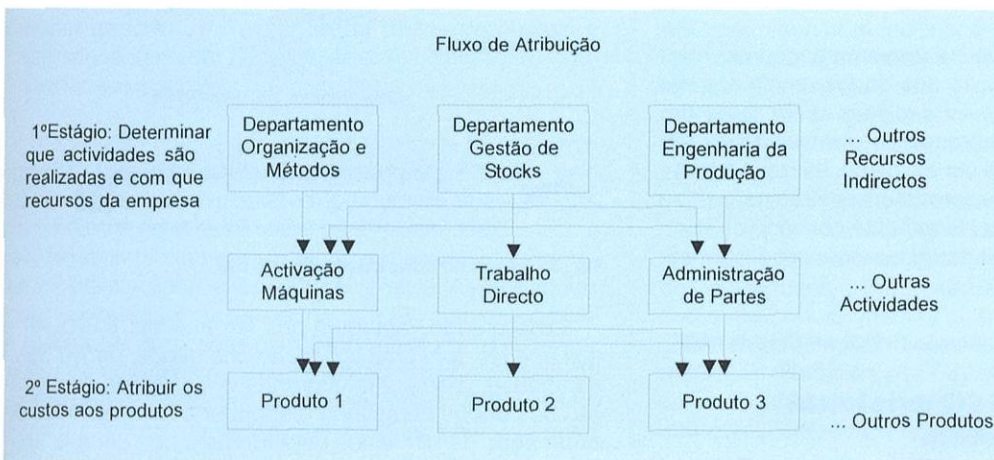 Fluxo de Atribuição
1ºEstágio: Determinar
que actividades são
realizadas e com que
recursos da empresa
Departamento
Organização e
Métodos
Departamento
Gestão de
Stocks
Departamento
Engenharia da
Produção
... Outros
Recursos
Indirectos
Activação
Máquinas
Trabalho
Directo
Administração
de Partes
... Outras
Actividades
2º Estágio: Atribuir os
custos aos produtos
Produto 1
Produto 2
Produto 3
... Outros Produtos